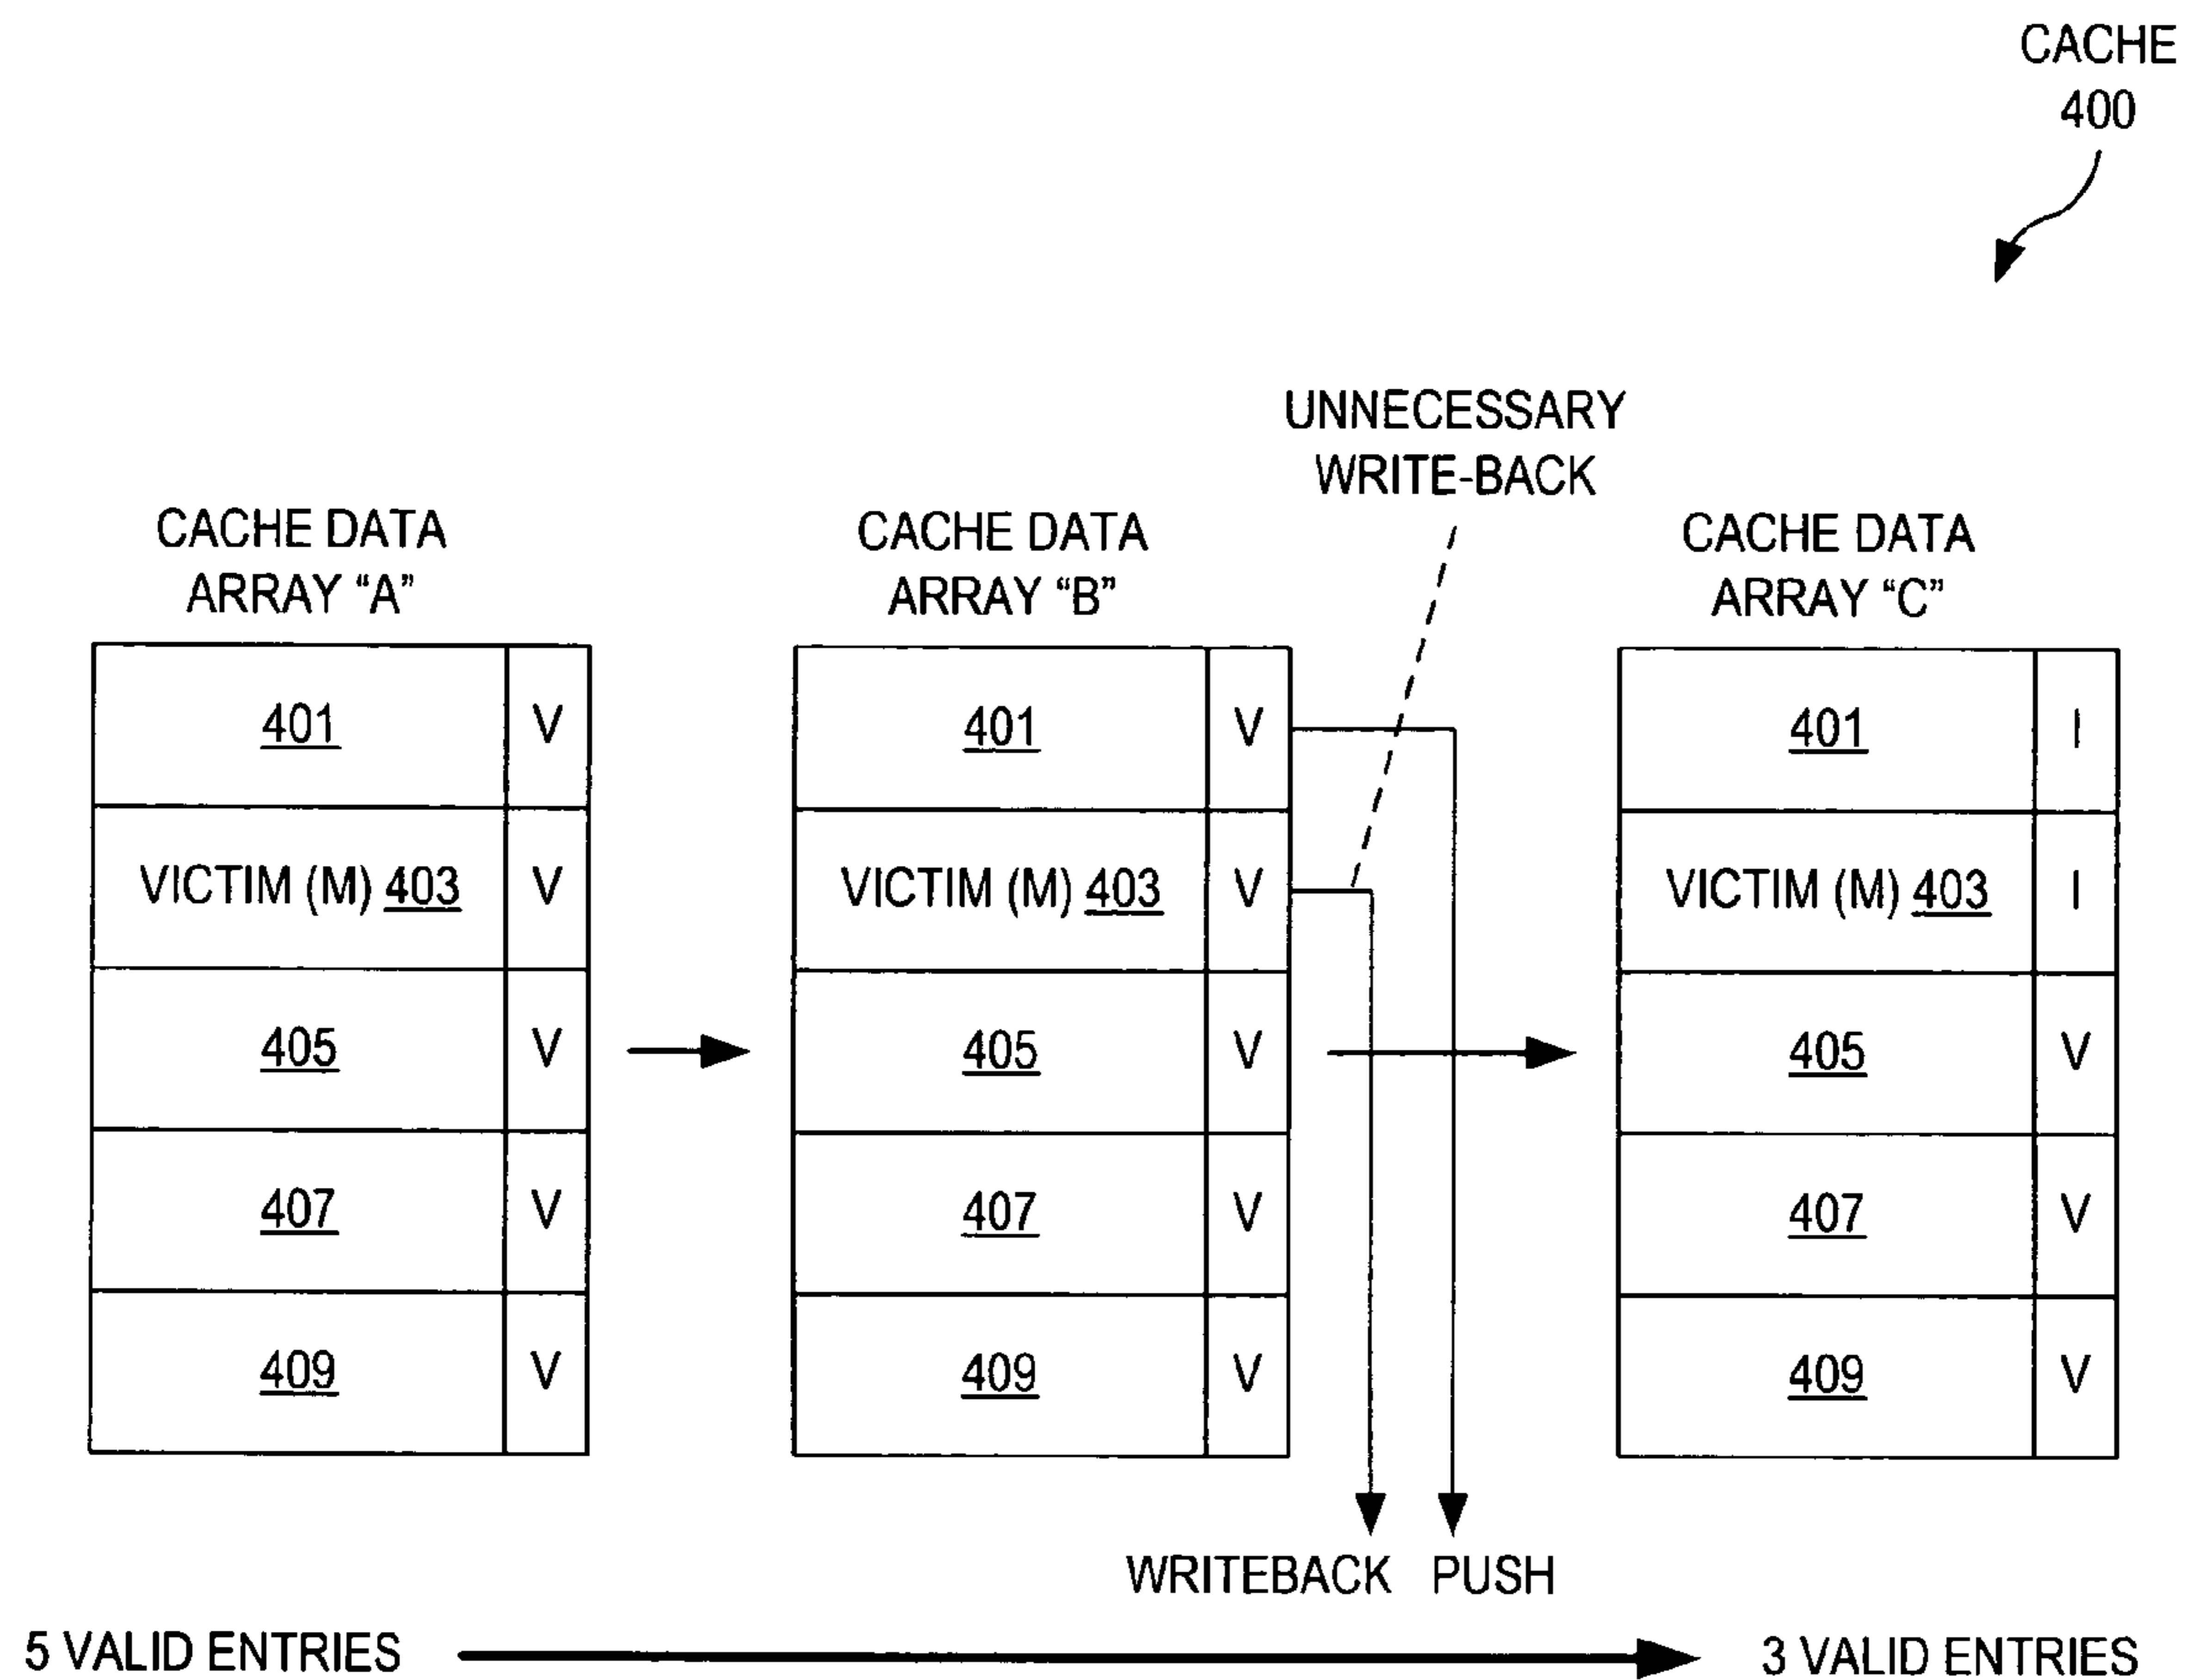 CACHE
400
UNNECESSARY
WRITE-BACK
CACHE DATA
ARRAY “A”
CACHE DATA
ARRAY “B”
CACHE DATA
ARRAY “C”
401 V
VICTIM (M) 403 V
405 V
407 V
409 V
401 V
VICTIM (M) 403 V
405 V
407 V
409 V
401 I
VICTIM (M) 403 I
405 V
407 V
409 V
WRITEBACK PUSH
5 VALID ENTRIES
3 VALID ENTRIES